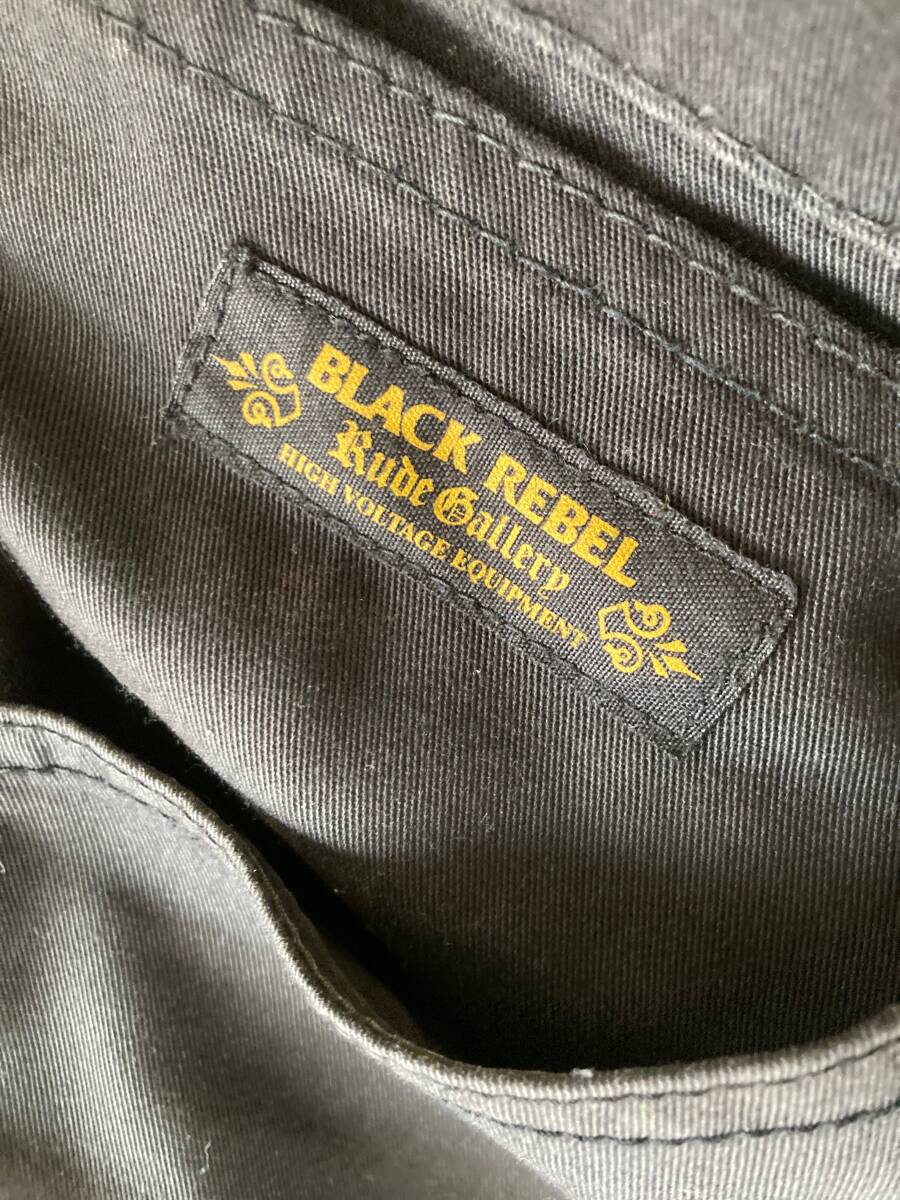 BLACK REBEL
Rude Gallery
HIGH VOLTAGE EQUIPMENT